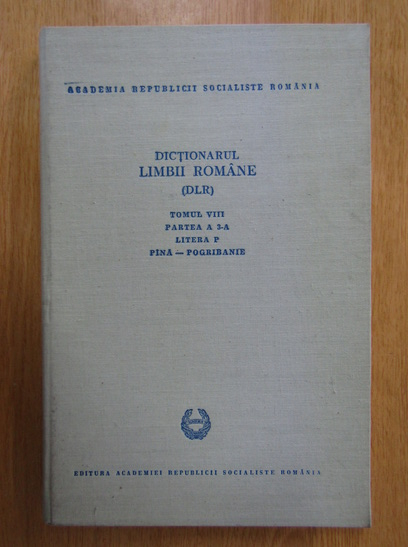 ACADEMIA REPUBLICII SOCIALISTE ROMÂNIA
DICȚIONARUL
LIMBII ROMÂNE
(DLR)
TOMUL VIII
PARTEA A 3-A
LITERA P
PÎNĂ — POGRIBANIE
EDITURA ACADEMIEI REPUBLICII SOCIALISTE ROMÂNIA